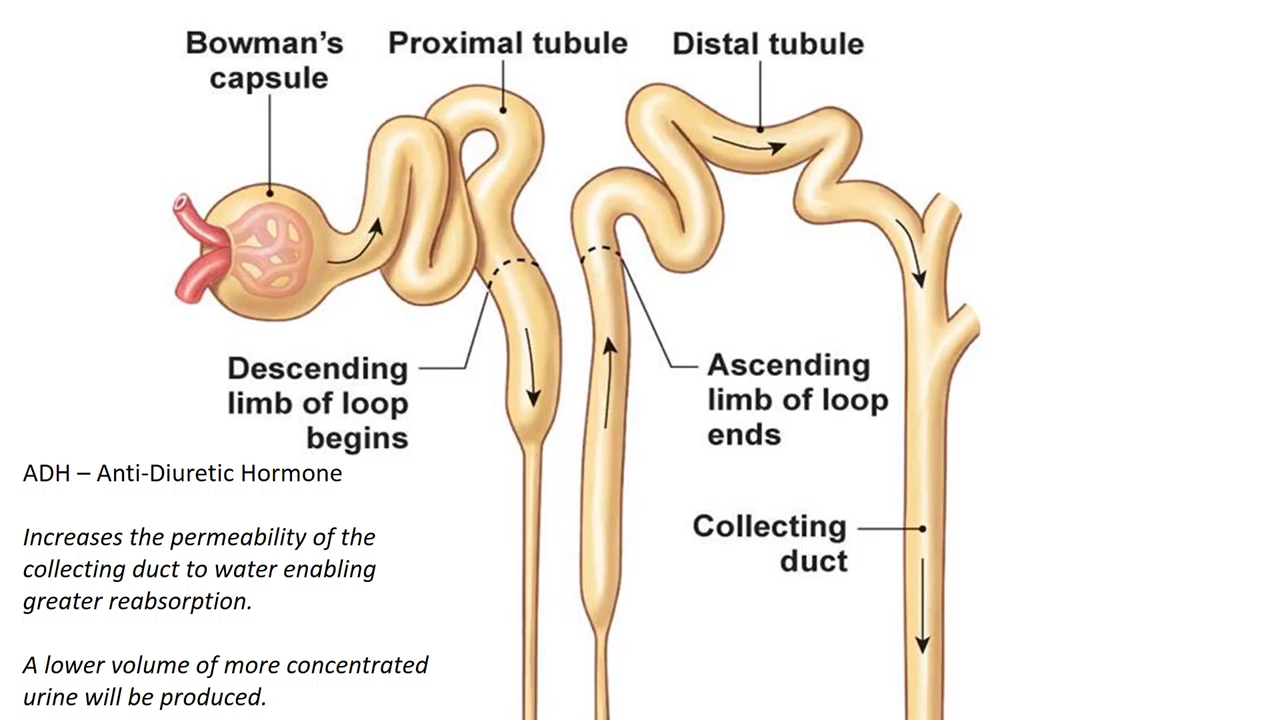 Bowman's
capsule
Proximal tubule
Distal tubule
Descending
limb of loop
begins
Ascending
limb of loop
ends
Collecting
duct
ADH – Anti-Diuretic Hormone
Increases the permeability of the
collecting duct to water enabling
greater reabsorption.
A lower volume of more concentrated
urine will be produced.